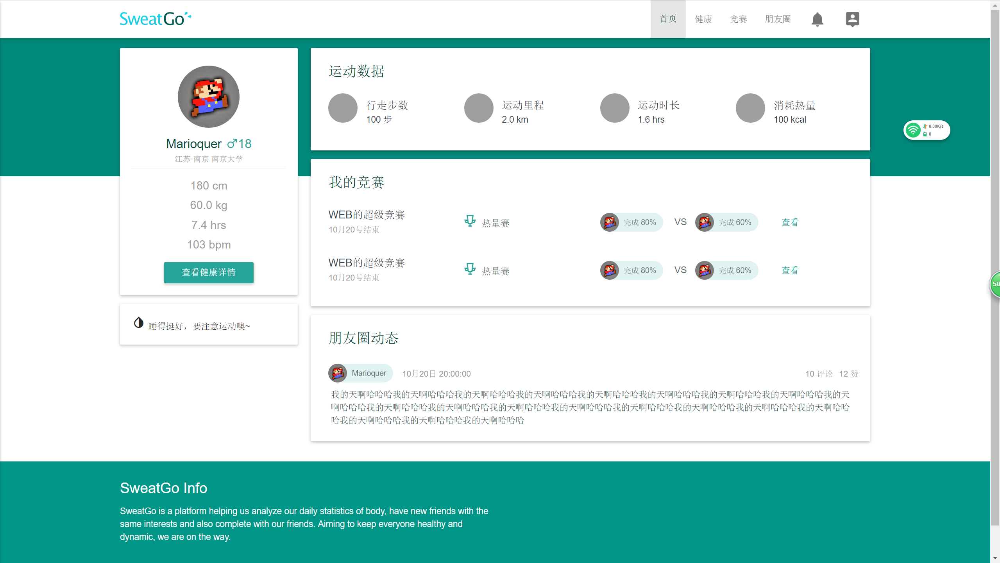 SweatGo
首页 健康 竞赛 朋友圈
Marioquer ♂18
江苏·南京 南京大学
180 cm
60.0 kg
7.4 hrs
103 bpm
查看健康详情
睡得挺好，要注意运动噢~
运动数据
行走步数
100 步
运动里程
2.0 km
运动时长
1.6 hrs
消耗热量
100 kcal
我的竞赛
WEB的超级竞赛
10月20号结束
热量赛
完成 80% VS 完成 60% 查看
WEB的超级竞赛
10月20号结束
热量赛
完成 80% VS 完成 60% 查看
朋友圈动态
Marioquer 10月20日 20:00:00 10 评论 12 赞
我的天啊哈哈哈我的天啊哈哈哈我的天啊哈哈哈我的天啊哈哈哈我的天啊哈哈哈我的天啊哈哈哈我的天啊哈哈哈我的天啊哈哈哈我的天
啊哈哈哈我的天啊哈哈哈我的天啊哈哈哈我的天啊哈哈哈我的天啊哈哈哈我的天啊哈哈哈我的天啊哈哈哈我的天啊哈哈哈我的天啊哈哈
哈我的天啊哈哈哈我的天啊哈哈哈我的天啊哈哈哈
0.00K/s
0
50
SweatGo Info
SweatGo is a platform helping us analyze our daily statistics of body, have new friends with the
same interests and also complete with our friends. Aiming to keep everyone healthy and
dynamic, we are on the way.